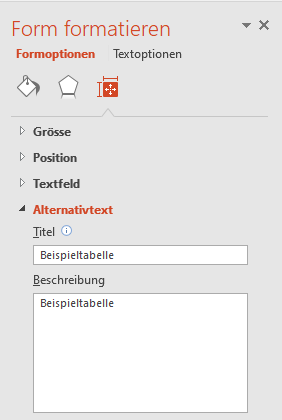 Form formatieren
Formoptionen Textoptionen
Grösse
Position
Textfeld
Alternativtext
Titel
Beispieltabelle
Beschreibung
Beispieltabelle